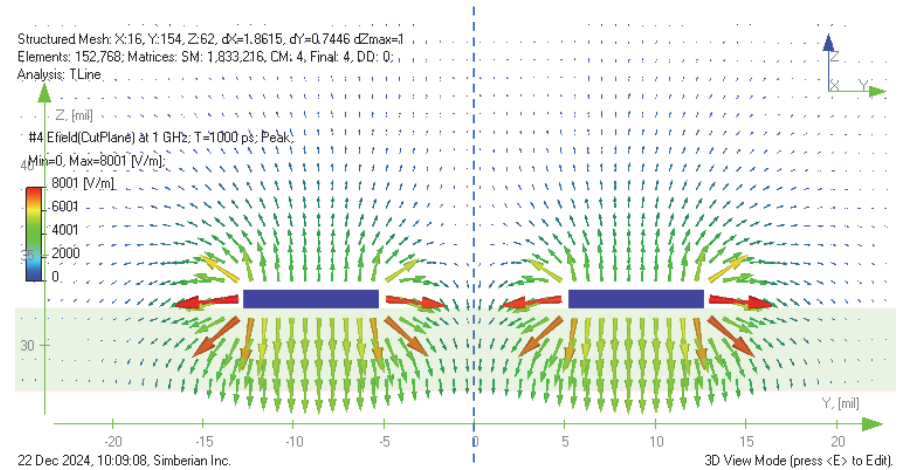 Structured Mesh: X:16, Y:154, Z:62, dX=1.8615, dY=0.7446 dZmax=1
Elements: 152,768; Matrices: SM: 1,833,216, CM: 4, Final: 4, DD: 0;
Analysis: TLine
Z
X Y
Z, [mil]
#4 Efield(CutPlane) at 1 GHz; T=1000 ps; Peak;
40
Min=0, Max=8001 [V/m];
8001 [V/m]
6001
4001
35
2000
0
30
Y, [mil]
-20 -15 -10 -5 0 5 10 15 20
22 Dec 2024, 10:09:08, Simberian Inc.
3D View Mode (press <E> to Edit).